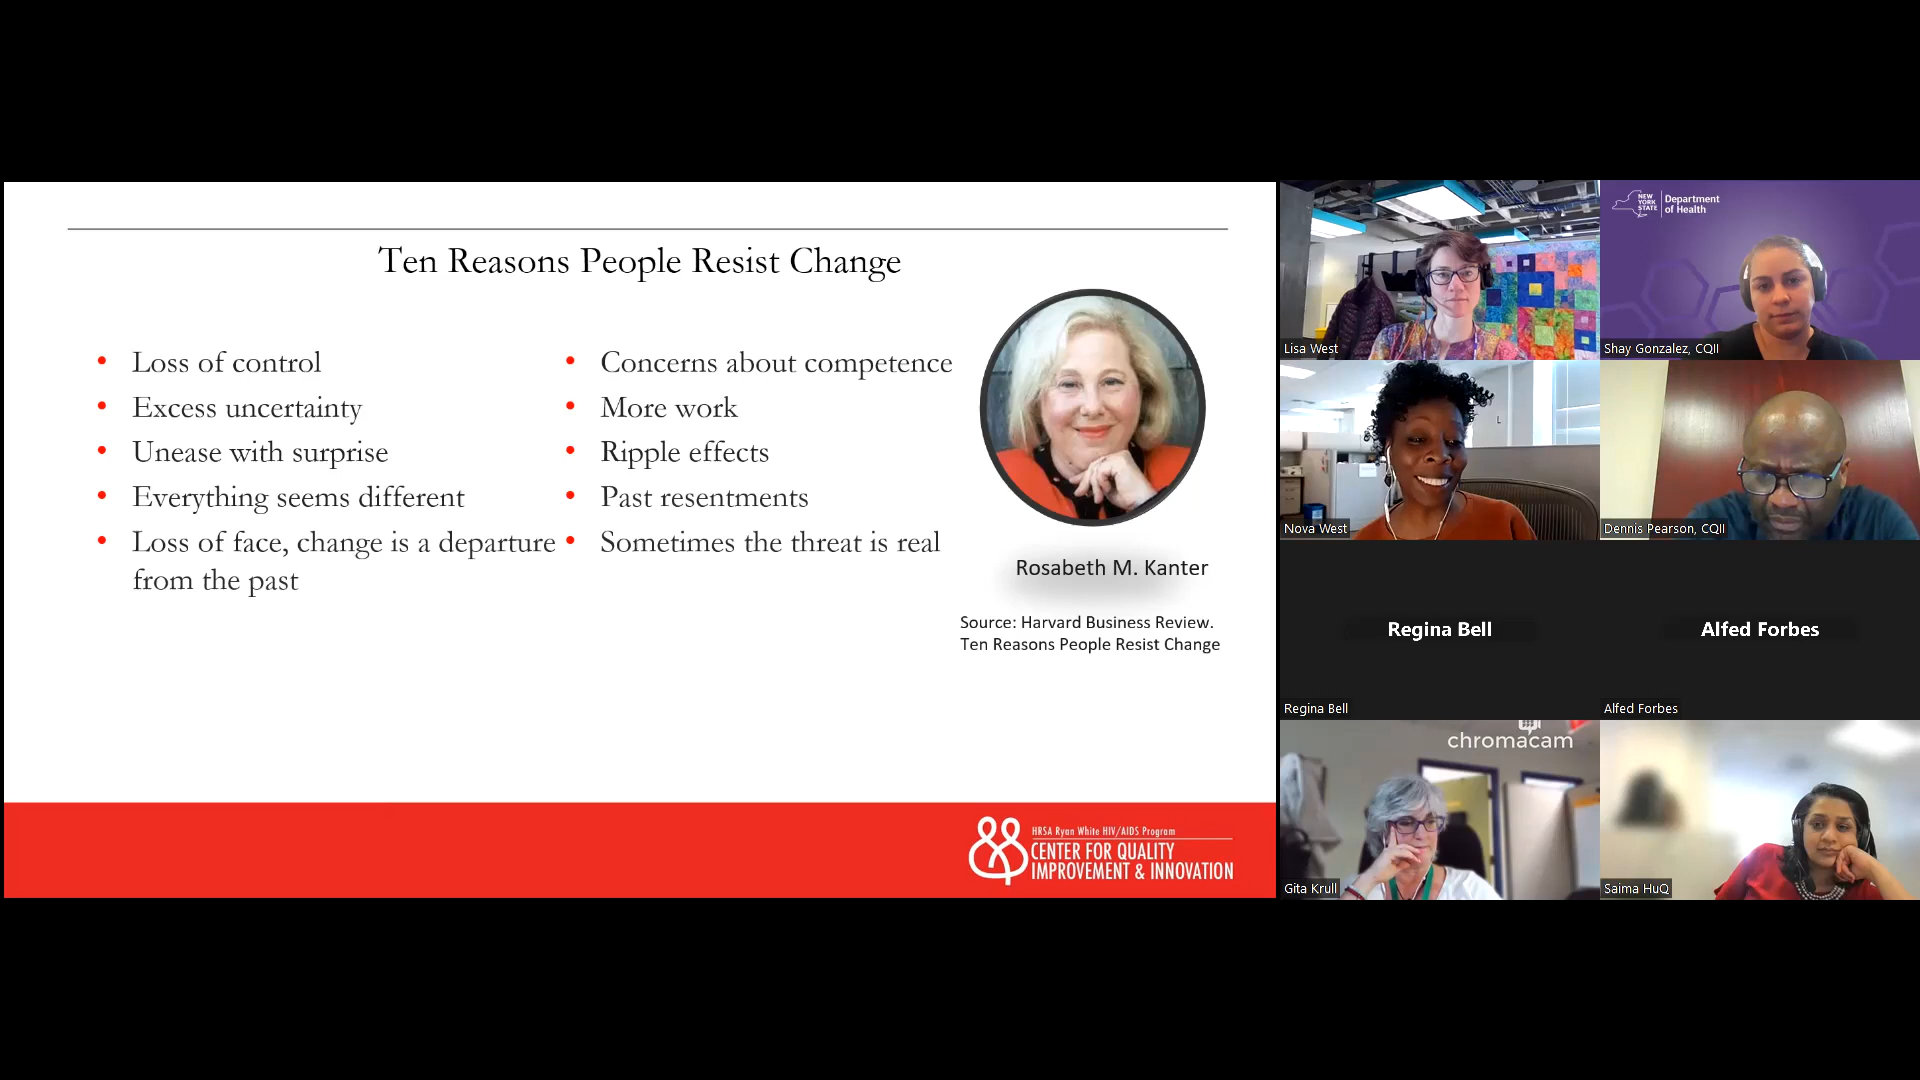 Ten Reasons People Resist Change
• Loss of control
• Excess uncertainty
• Unease with surprise
• Everything seems different
• Loss of face, change is a departure
from the past
• Concerns about competence
• More work
• Ripple effects
• Past resentments
• Sometimes the threat is real
Rosabeth M. Kanter
Source: Harvard Business Review.
Ten Reasons People Resist Change
HRSA Ryan White HIV/AIDS Program
CENTER FOR QUALITY
IMPROVEMENT & INNOVATION
Lisa West
NEW
YORK
STATE
Department
of Health
Shay Gonzalez, CQII
Nova West
Dennis Pearson, CQII
Regina Bell
Regina Bell
Alfed Forbes
Alfed Forbes
chromacam
Gita Krull
Saima HuQ